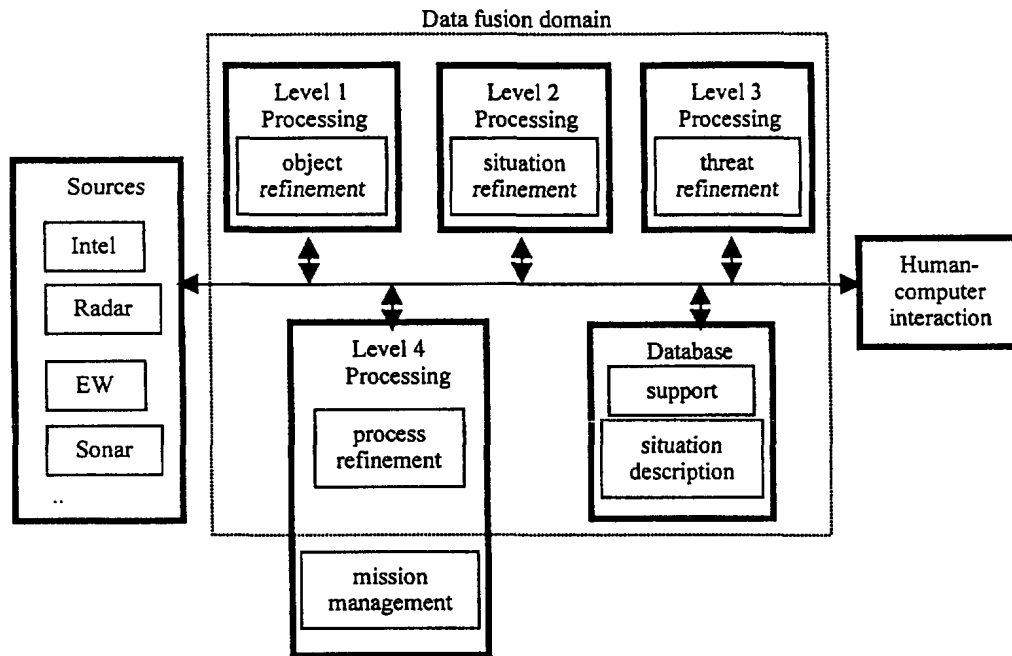 Data fusion domain
Level 1
Processing
object
refinement
Level 2
Processing
situation
refinement
Level 3
Processing
threat
refinement
Sources
Intel
Radar
EW
Sonar
..
Human-
computer
interaction
Level 4
Processing
process
refinement
mission
management
Database
support
situation
description